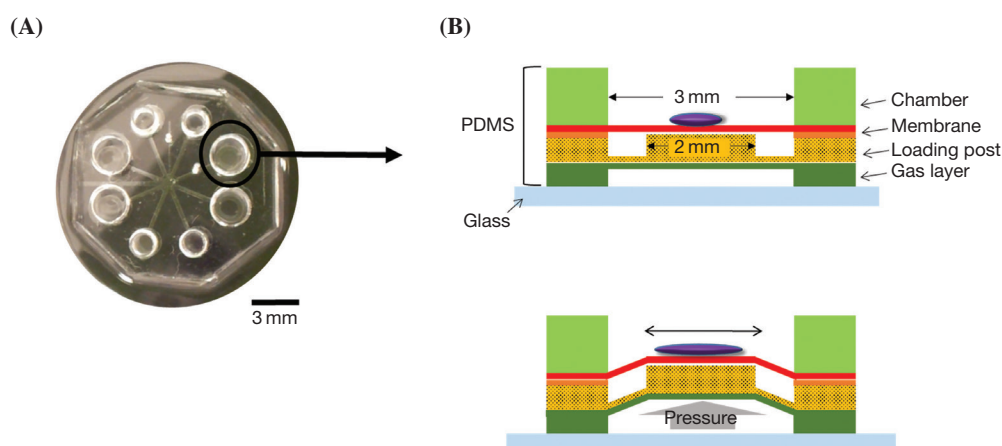 (A)
3 mm
(B)
PDMS
3 mm
2 mm
Chamber
Membrane
Loading post
Gas layer
Glass
Pressure